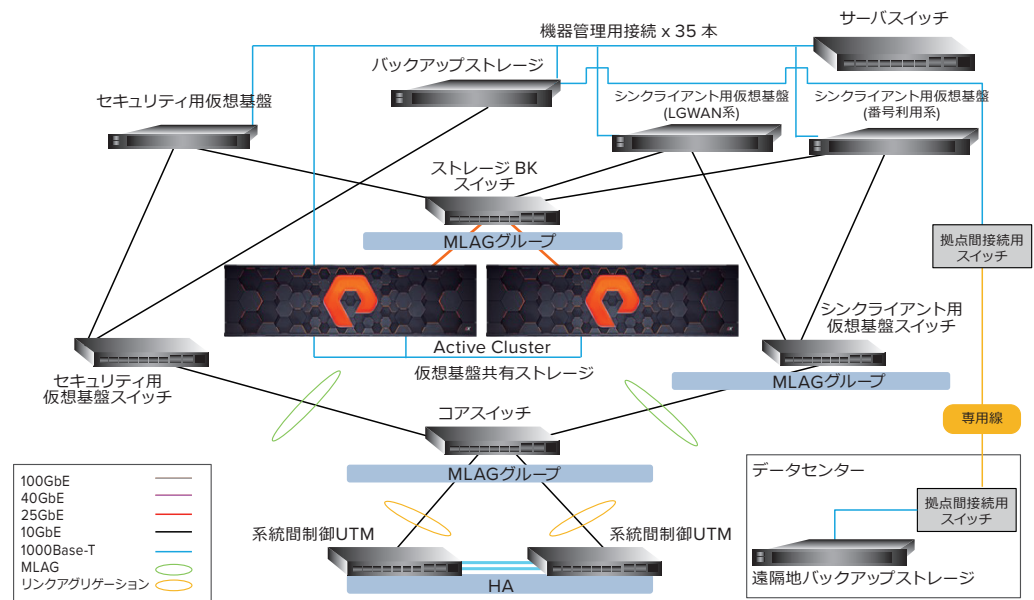 機器管理用接続 x 35 本
サーバスイッチ
バックアップストレージ
セキュリティ用仮想基盤
シンクライアント用仮想基盤
(LGWAN系)
シンクライアント用仮想基盤
(番号利用系)
ストレージ BK
スイッチ
MLAGグループ
拠点間接続用
スイッチ
Active Cluster
仮想基盤共有ストレージ
シンクライアント用
仮想基盤スイッチ
MLAGグループ
セキュリティ用
仮想基盤スイッチ
コアスイッチ
MLAGグループ
専用線
系統間制御UTM
系統間制御UTM
HA
データセンター
拠点間接続用
スイッチ
遠隔地バックアップストレージ
100GbE
40GbE
25GbE
10GbE
1000Base-T
MLAG
リンクアグリゲーション